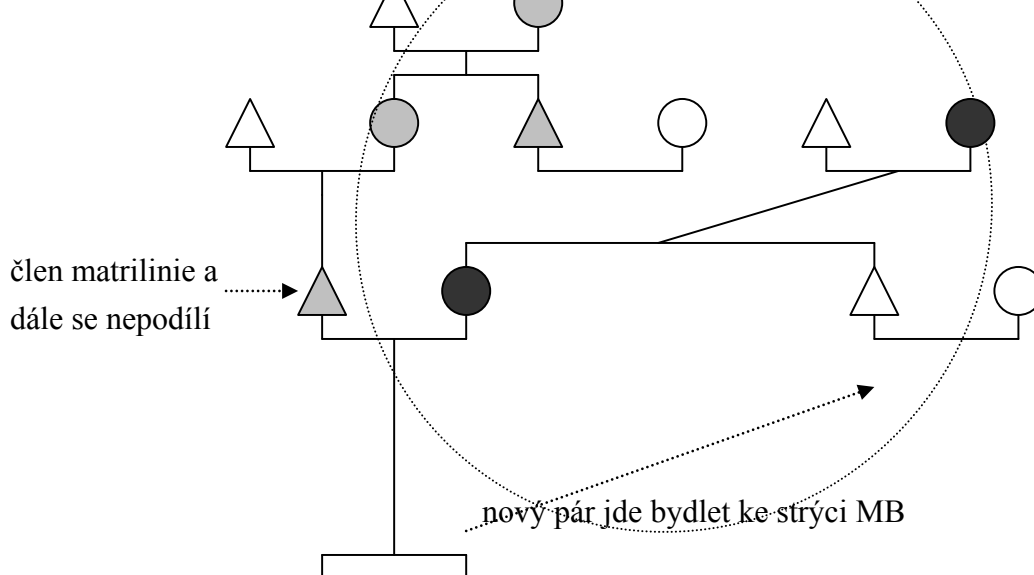 člen matrilinie a
dále se nepodílí
nový pár jde bydlet ke strýci MB